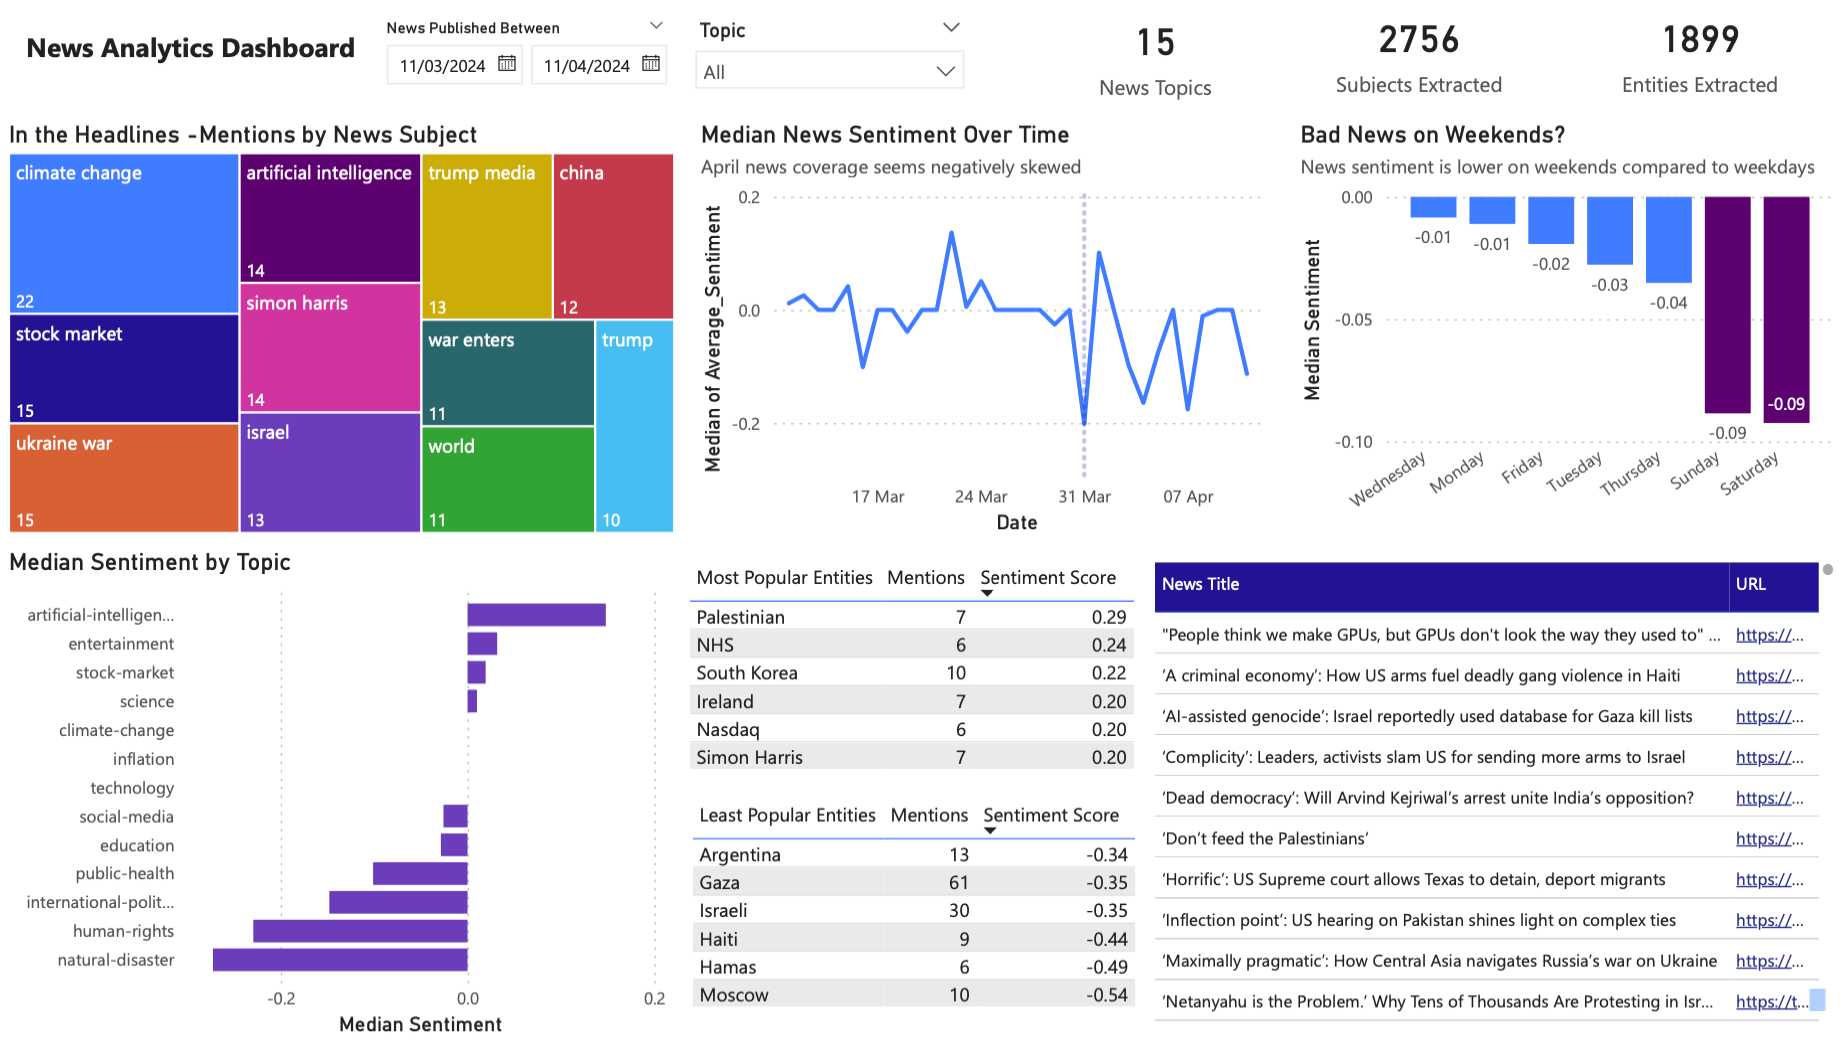 News Analytics Dashboard
News Published Between
11/03/2024
11/04/2024
Topic
All
15
News Topics
2756
Subjects Extracted
1899
Entities Extracted
In the Headlines -Mentions by News Subject
climate change
22
stock market
15
ukraine war
15
artificial intelligence
14
simon harris
14
israel
13
trump media
13
china
12
war enters
11
world
11
trump
10
Median News Sentiment Over Time
April news coverage seems negatively skewed
Median of Average_Sentiment
0.2
0.0
-0.2
17 Mar
24 Mar
31 Mar
07 Apr
Date
Bad News on Weekends?
News sentiment is lower on weekends compared to weekdays
Median Sentiment
0.00
-0.05
-0.10
-0.01
-0.01
-0.02
-0.03
-0.04
-0.09
-0.09
Wednesday
Monday
Friday
Tuesday
Thursday
Sunday
Saturday
Median Sentiment by Topic
artificial-intelligen...
entertainment
stock-market
science
climate-change
inflation
technology
social-media
education
public-health
international-polit...
human-rights
natural-disaster
-0.2
0.0
0.2
Median Sentiment
Most Popular Entities Mentions Sentiment Score
Palestinian 7 0.29
NHS 6 0.24
South Korea 10 0.22
Ireland 7 0.20
Nasdaq 6 0.20
Simon Harris 7 0.20
Least Popular Entities Mentions Sentiment Score
Argentina 13 -0.34
Gaza 61 -0.35
Israeli 30 -0.35
Haiti 9 -0.44
Hamas 6 -0.49
Moscow 10 -0.54
News Title URL
"People think we make GPUs, but GPUs don't look the way they used to" ... https://...
‘A criminal economy’: How US arms fuel deadly gang violence in Haiti https://...
‘AI-assisted genocide’: Israel reportedly used database for Gaza kill lists https://...
‘Complicity’: Leaders, activists slam US for sending more arms to Israel https://...
‘Dead democracy’: Will Arvind Kejriwal’s arrest unite India’s opposition? https://...
‘Don’t feed the Palestinians’ https://...
‘Horrific’: US Supreme court allows Texas to detain, deport migrants https://...
‘Inflection point’: US hearing on Pakistan shines light on complex ties https://...
‘Maximally pragmatic’: How Central Asia navigates Russia’s war on Ukraine https://...
‘Netanyahu is the Problem.’ Why Tens of Thousands Are Protesting in Isr... https://t...